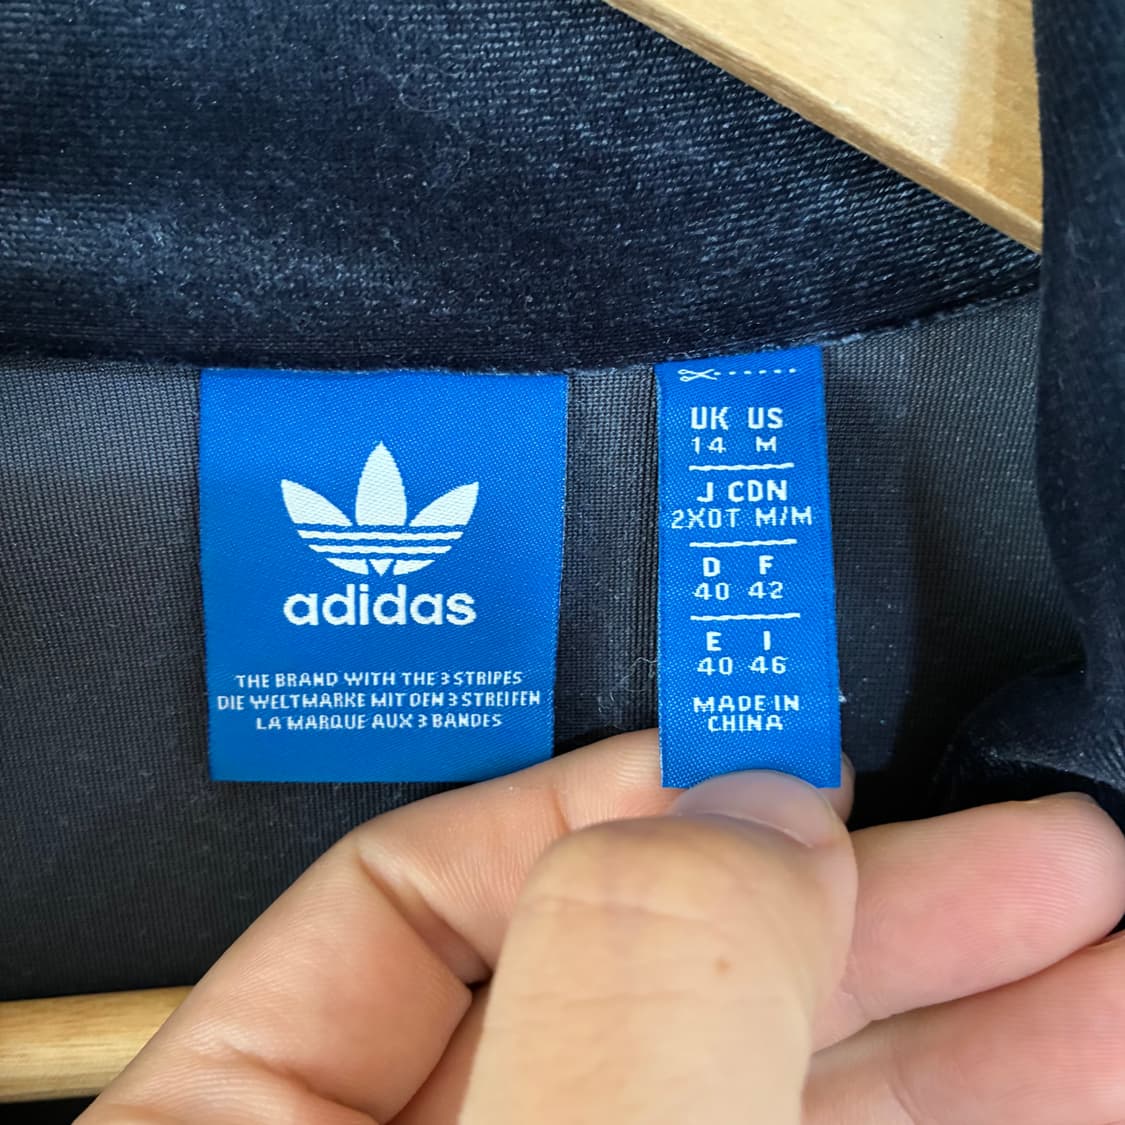 adidas
THE BRAND WITH THE 3 STRIPES
DIE WELTMARKE MIT DEN 3 STREIFEN
LA MARQUE AUX 3 BANDES
UK US
14 M
J CDN
2XOT M/M
D F
40 42
E I
40 46
MADE IN
CHINA